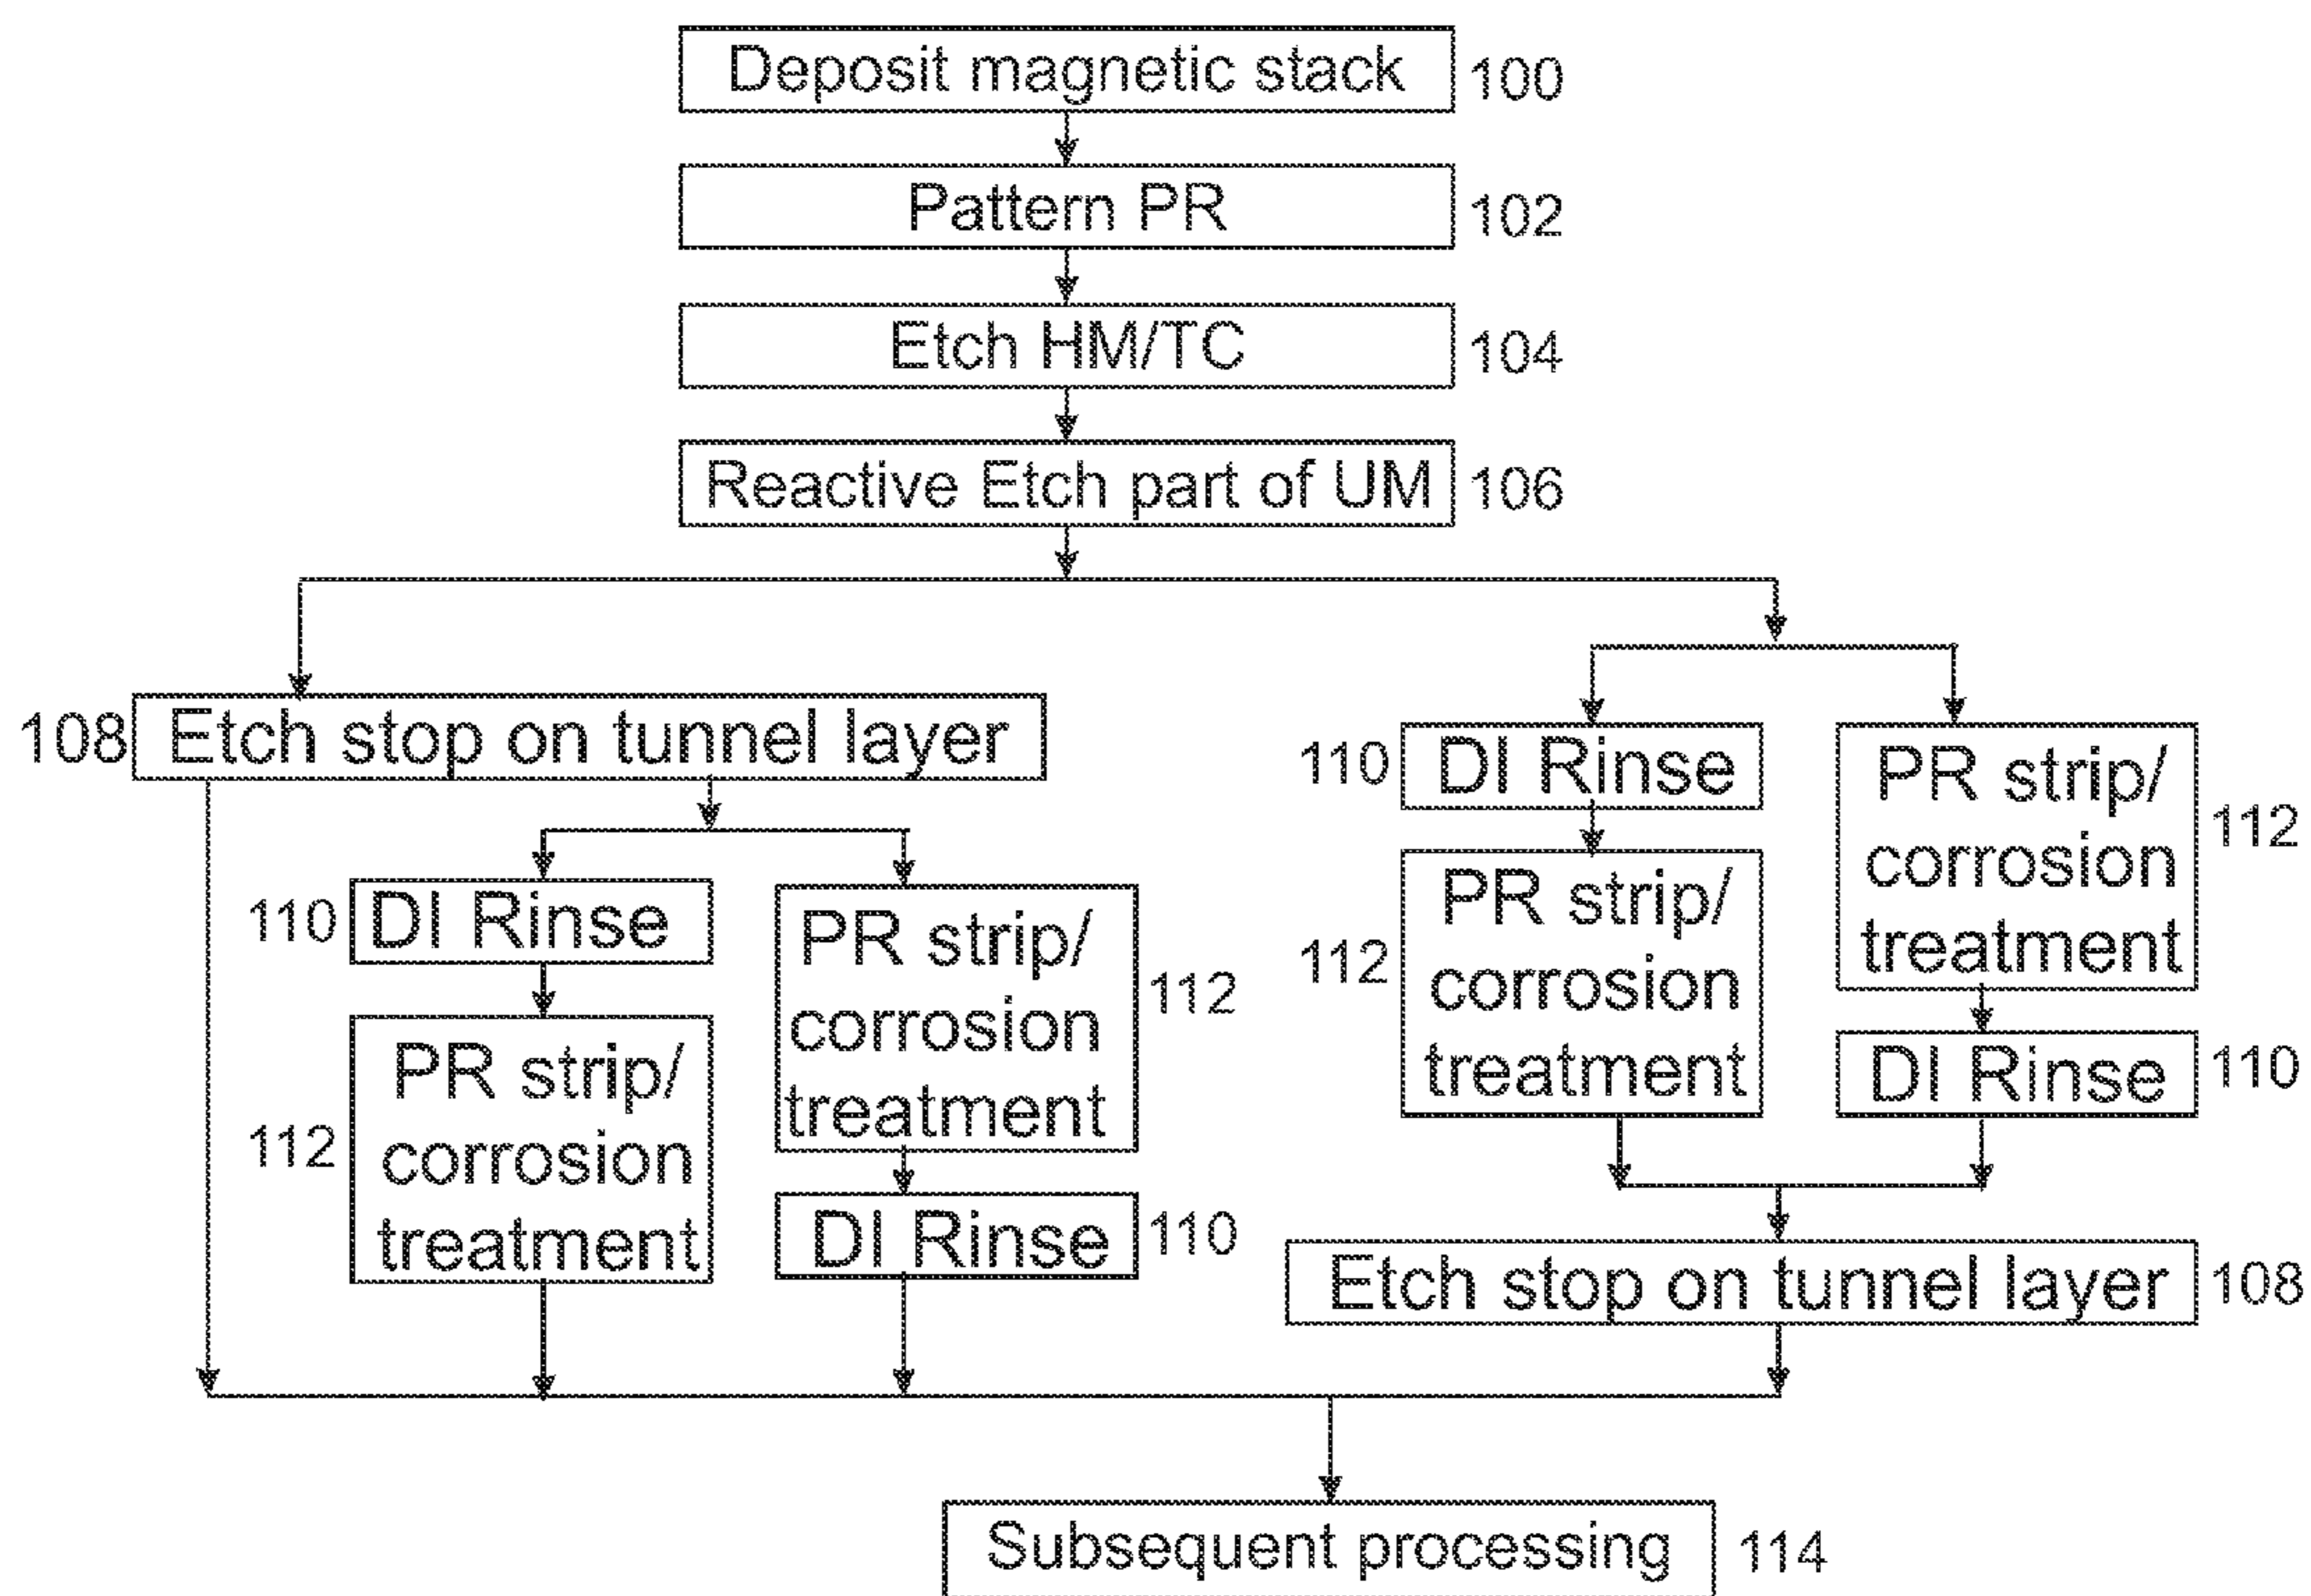 Deposit magnetic stack 100
Pattern PR 102
Etch HM/TC 104
Reactive Etch part of UM 106
108 Etch stop on tunnel layer
110 DI Rinse
112 PR strip/
corrosion
treatment
PR strip/
corrosion
treatment 112
DI Rinse 110
110 DI Rinse
112 PR strip/
corrosion
treatment
PR strip/
corrosion
treatment 112
DI Rinse 110
Etch stop on tunnel layer 108
Subsequent processing 114